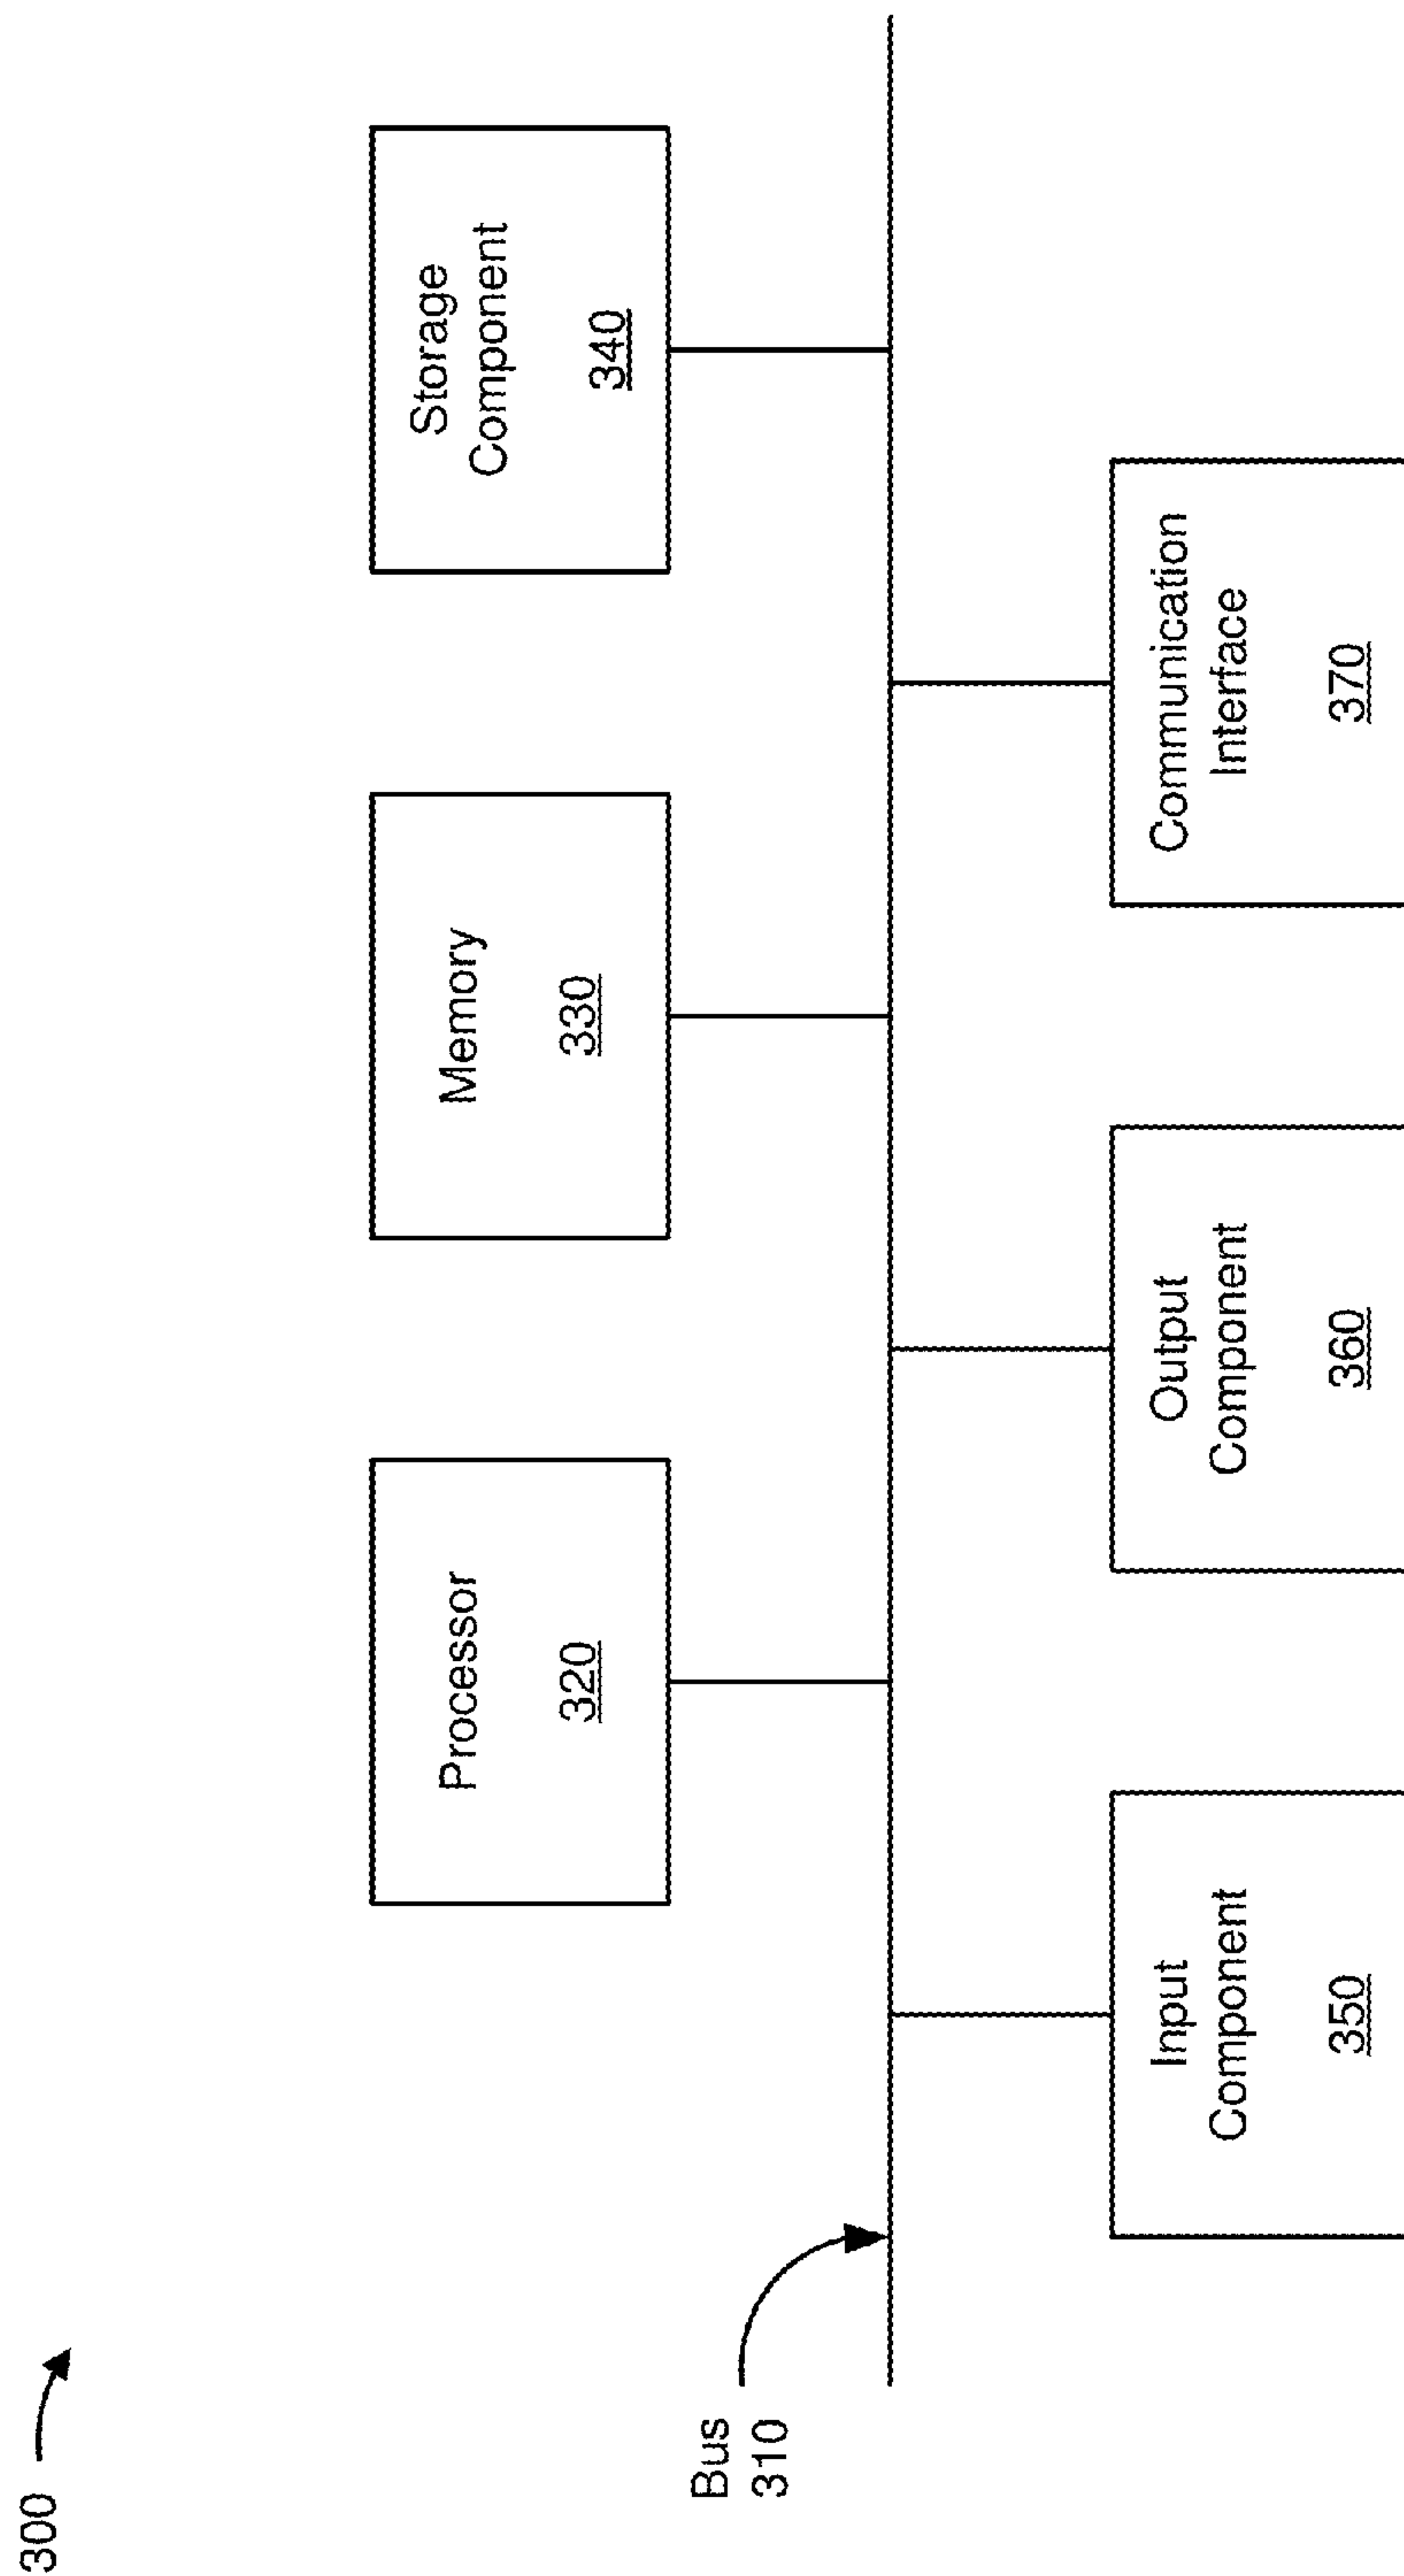 300
Processor
320
Memory
330
Storage
Component
340
Bus
310
Input
Component
350
Output
Component
360
Communication
Interface
370